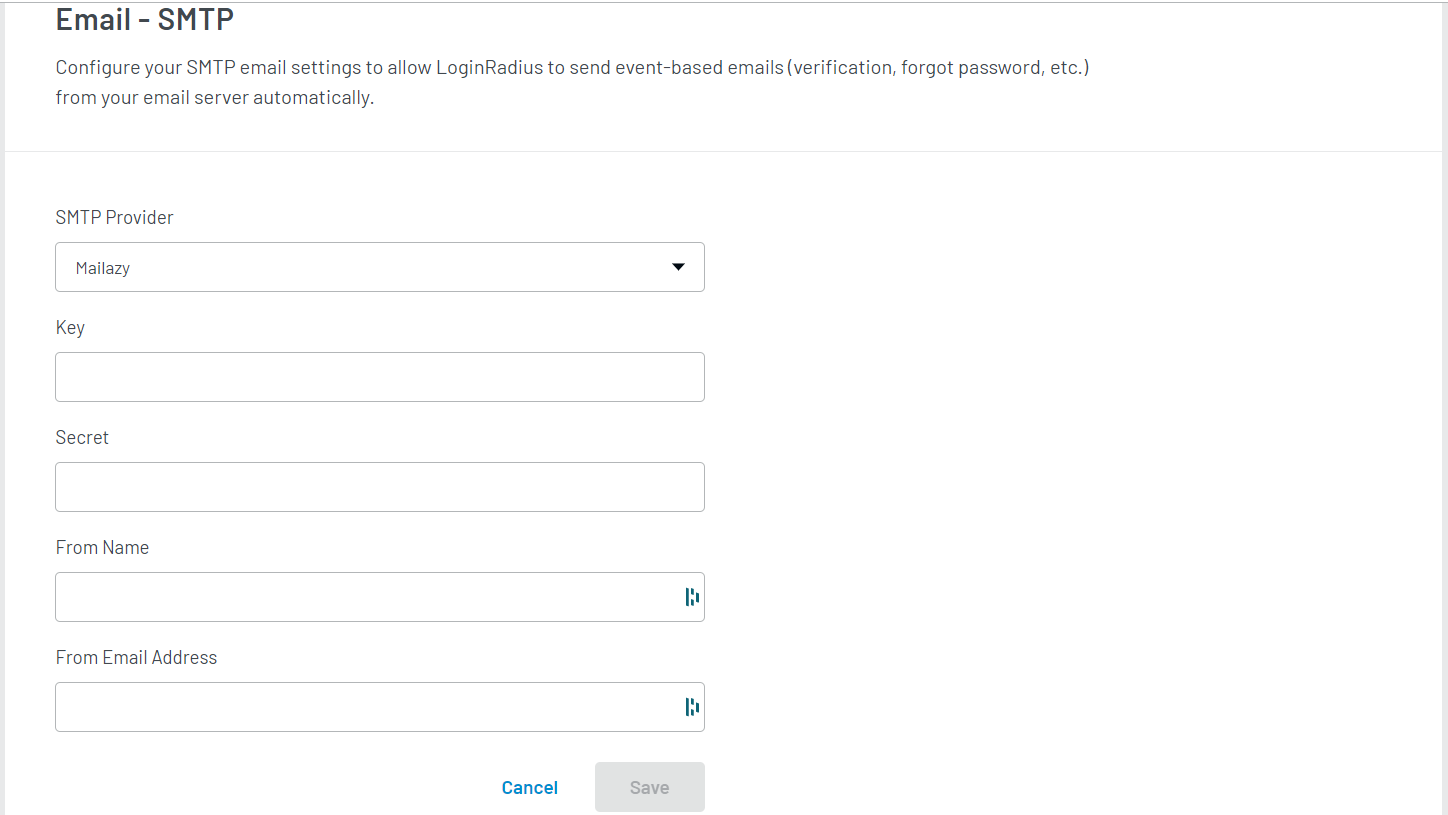 Email - SMTP
Configure your SMTP email settings to allow LoginRadius to send event-based emails (verification, forgot password, etc.)
from your email server automatically.
SMTP Provider
Mailazy
Key
Secret
From Name
From Email Address
Cancel
Save